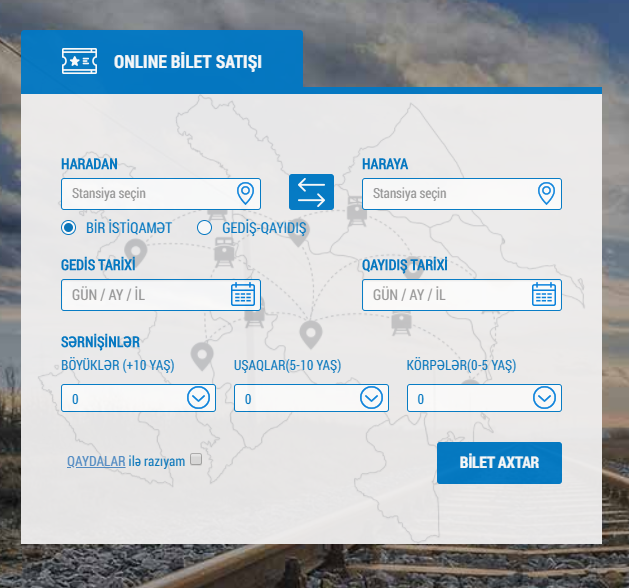 ONLINE BİLET SATIŞI
HARADAN
HARAYA
Stansiya seçin
Stansiya seçin
BİR İSTİQAMƏT
GEDİŞ-QAYIDIŞ
GEDİS TARİXİ
QAYIDIŞ TARİXİ
GÜN / AY / İL
GÜN / AY / İL
SƏRNİŞİNLƏR
BÖYÜKLƏR (+10 YAŞ)
UŞAQLAR(5-10 YAŞ)
KÖRPƏLƏR(0-5 YAŞ)
0
0
0
QAYDALAR ilə razıyam
BİLET AXTAR